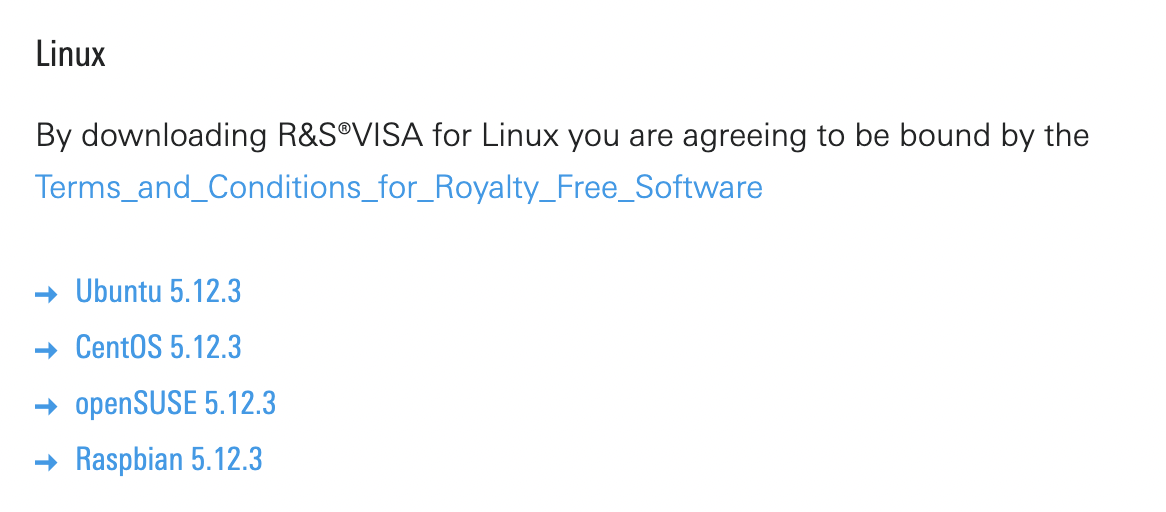 Linux
By downloading R&S®VISA for Linux you are agreeing to be bound by the
Terms_and_Conditions_for_Royalty_Free_Software
Ubuntu 5.12.3
CentOS 5.12.3
openSUSE 5.12.3
Raspbian 5.12.3